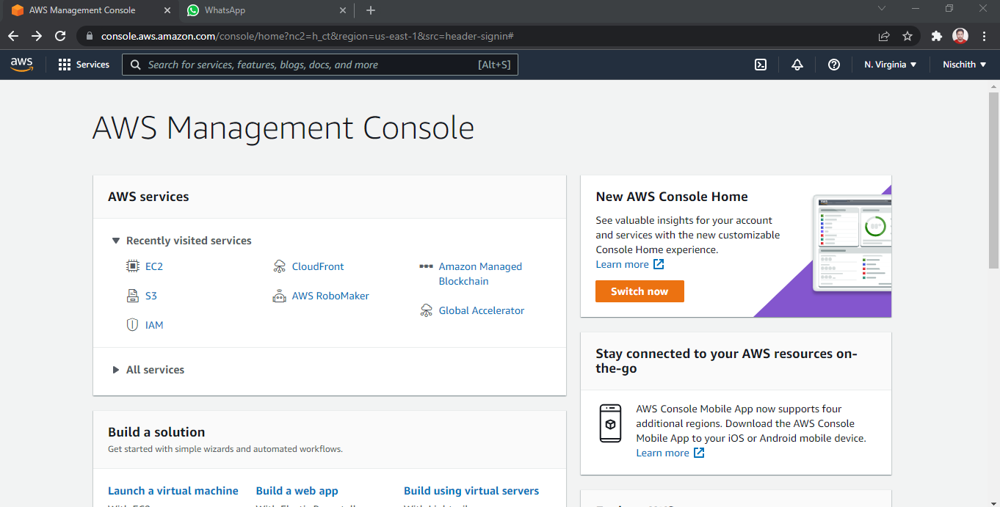 AWS Management Console
WhatsApp
console.aws.amazon.com/console/home?nc2=h_ct&region=us-east-1&src=header-signin#
aws
Services
Search for services, features, blogs, docs, and more
[Alt+S]
N. Virginia
Nischith
AWS Management Console
AWS services
Recently visited services
EC2
CloudFront
Amazon Managed
Blockchain
S3
AWS RoboMaker
Global Accelerator
IAM
All services
Build a solution
Get started with simple wizards and automated workflows.
Launch a virtual machine
Build a web app
Build using virtual servers
New AWS Console Home
See valuable insights for your account
and services with the new customizable
Console Home experience.
Learn more
Switch now
Stay connected to your AWS resources on-
the-go
AWS Console Mobile App now supports four
additional regions. Download the AWS Console
Mobile App to your iOS or Android mobile device.
Learn more